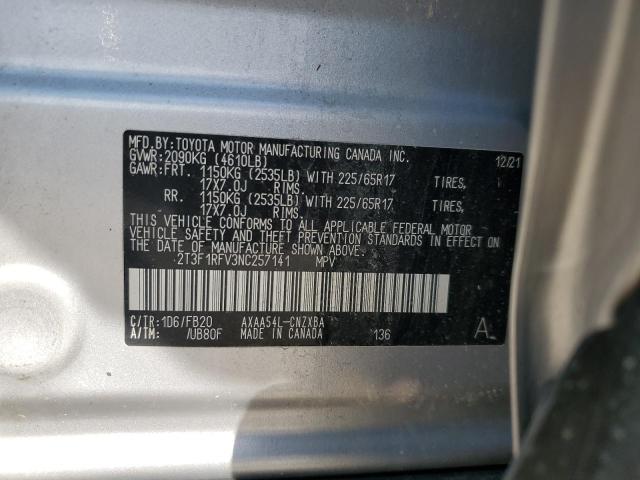 MFD.BY:TOYOTA MOTOR MANUFACTURING CANADA INC.
GVWR:2090KG (4610LB) 12/21
GAWR:FRT. 1150KG (2535LB) WITH 225/65R17 TIRES,
17X7.0J RIMS.
RR. 1150KG (2535LB) WITH 225/65R17 TIRES,
17X7.0J RIMS.
THIS VEHICLE CONFORMS TO ALL APPLICABLE FEDERAL MOTOR
VEHICLE SAFETY AND THEFT PREVENTION STANDARDS IN EFFECT
ON THE DATE OF MANUFACTURE SHOWN ABOVE.
2T3F1RFV3NC257141 MPV
C/TR:1D6/FB20 AXAA54L-CNZXBA
A/TM: /UB80F MADE IN CANADA 136 A